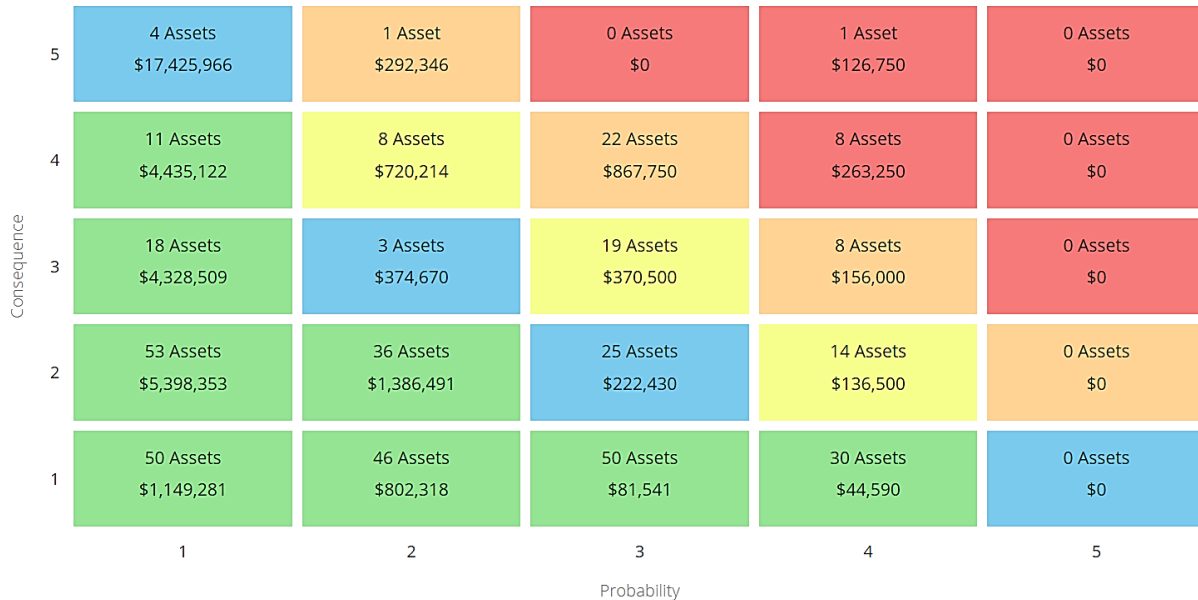 4 Assets
$17,425,966
1 Asset
$292,346
0 Assets
$0
1 Asset
$126,750
0 Assets
$0
5
11 Assets
$4,435,122
8 Assets
$720,214
22 Assets
$867,750
8 Assets
$263,250
0 Assets
$0
4
18 Assets
$4,328,509
3 Assets
$374,670
19 Assets
$370,500
8 Assets
$156,000
0 Assets
$0
3
53 Assets
$5,398,353
36 Assets
$1,386,491
25 Assets
$222,430
14 Assets
$136,500
0 Assets
$0
2
50 Assets
$1,149,281
46 Assets
$802,318
50 Assets
$81,541
30 Assets
$44,590
0 Assets
$0
1
Consequence
1
2
3
4
5
Probability